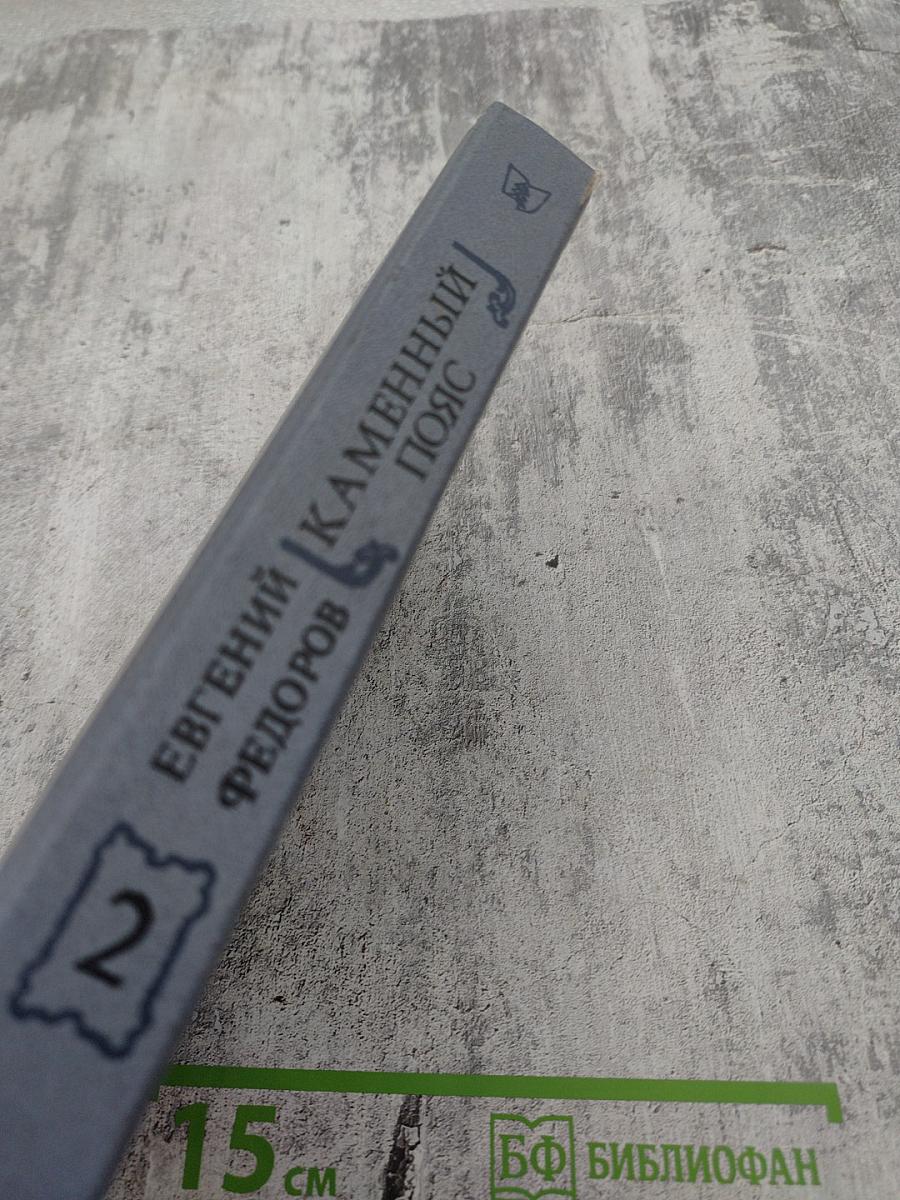 2
ЕВГЕНИЙ
ФЕДОРОВ
КАМЕННЫЙ
ПОЯС
15 см
БФ БИБЛИОФАН